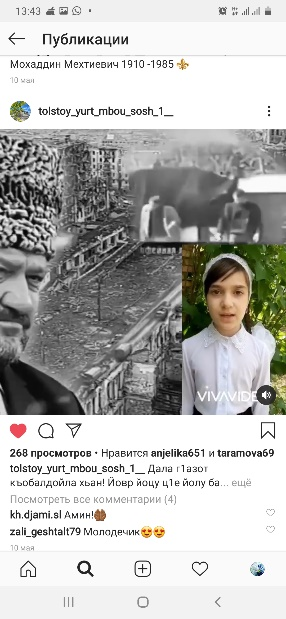 13:43
Публикации
Мохаддин Мехтиевич 1910 -1985 ⚜
10 мая
tolstoy_yurt_mbou_sosh_1__
VIVAVIDEO
268 просмотров • Нравится anjelika651 и taramova69
tolstoy_yurt_mbou_sosh_1__ Дала г1азот
къобалдойла хьан! Йовр йоцу ц1е йолу ба... ещё
Посмотреть все комментарии (4)
kh.djami.sl Амин!🤲🏾
zali_geshtalt79 Молодечик😍😍
10 мая